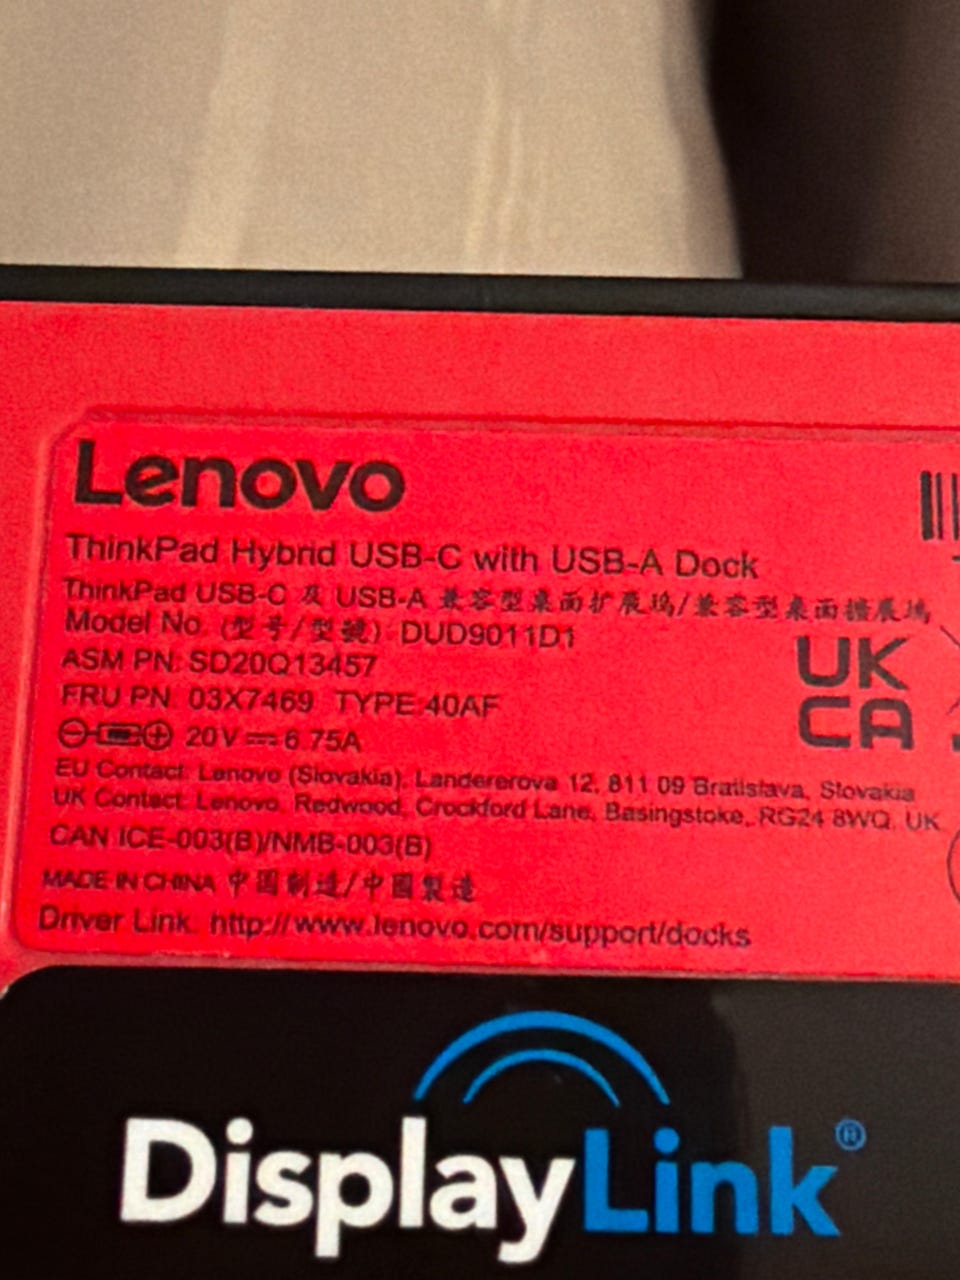 Lenovo
ThinkPad Hybrid USB-C with USB-A Dock
ThinkPad USB-C 及 USB-A 兼容型桌面扩展坞/兼容型桌面擴展塢
Model No. (型号/型號) DUD9011D1
ASM PN: SD20Q13457
FRU PN: 03X7469 TYPE:40AF
20V ⎓ 6.75A
UK
CA
EU Contact: Lenovo (Slovakia), Landererova 12, 811 09 Bratislava, Slovakia
UK Contact: Lenovo, Redwood, Crockford Lane, Basingstoke, RG24 8WQ, UK
CAN ICE-003(B)/NMB-003(B)
MADE IN CHINA 中国制造/中國製造
Driver Link: http://www.lenovo.com/support/docks
DisplayLink®